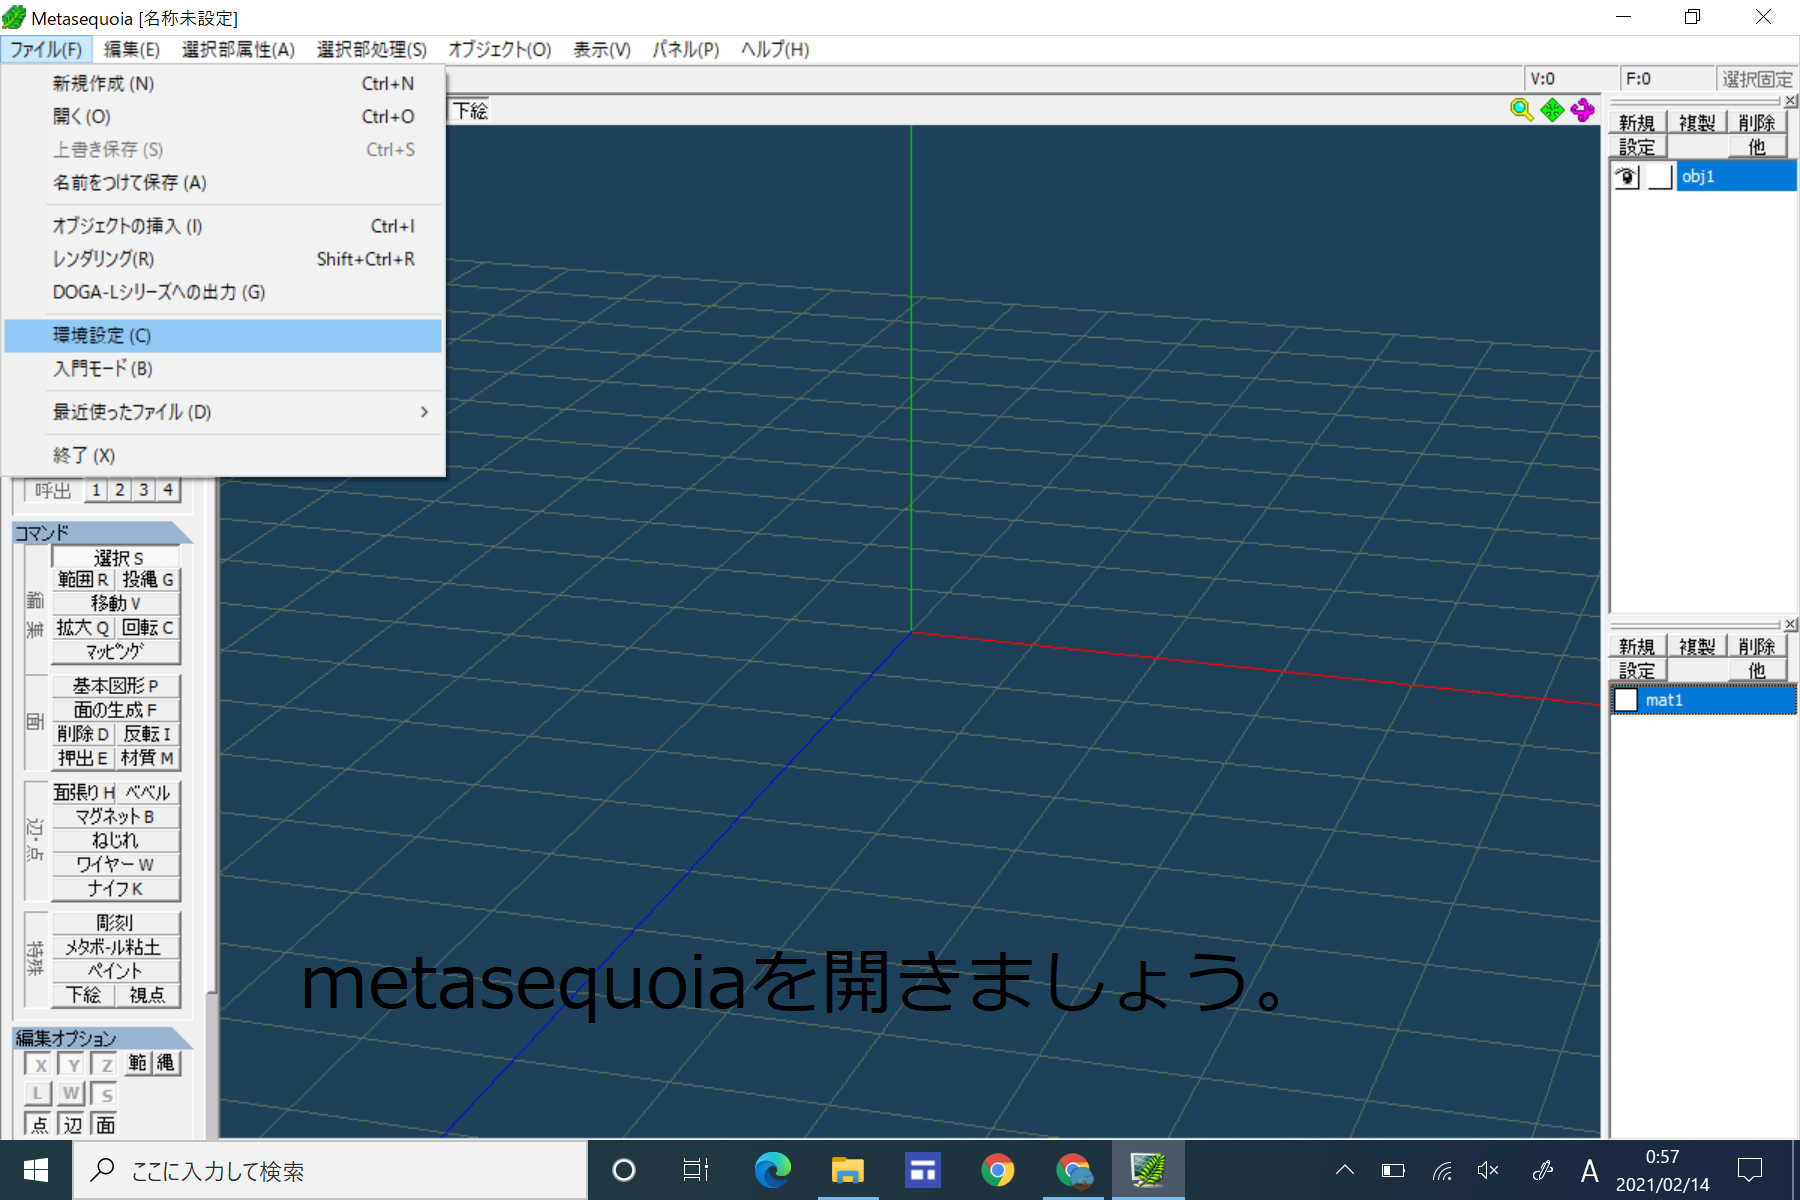 Metasequoia [名称未設定]
ファイル(F) 編集(E) 選択部属性(A) 選択部処理(S) オブジェクト(O) 表示(V) パネル(P) ヘルプ(H)
新規作成 (N) Ctrl+N
開く(O) Ctrl+O
上書き保存 (S) Ctrl+S
名前をつけて保存 (A)
オブジェクトの挿入 (I) Ctrl+I
レンダリング(R) Shift+Ctrl+R
DOGA-Lシリーズへの出力 (G)
環境設定 (C)
入門モード(B)
最近使ったファイル (D)
終了 (X)
V:0 F:0 選択固定
下絵
新規 複製 削除
設定 他
obj1
新規 複製 削除
設定 他
mat1
呼出 1 2 3 4
コマンド
編集
選択 S
範囲 R 投縄 G
移動 V
拡大 Q 回転 C
マッピング
面
基本図形 P
面の生成 F
削除 D 反転 I
押出 E 材質 M
辺・点
面張り H ベベル
マグネット B
ねじれ
ワイヤー W
ナイフ K
特殊
彫刻
メタボール粘土
ペイント
下絵 視点
編集オプション
X Y Z 範 縄
L W S
点 辺 面
metasequoiaを開きましょう。
ここに入力して検索
A
0:57
2021/02/14